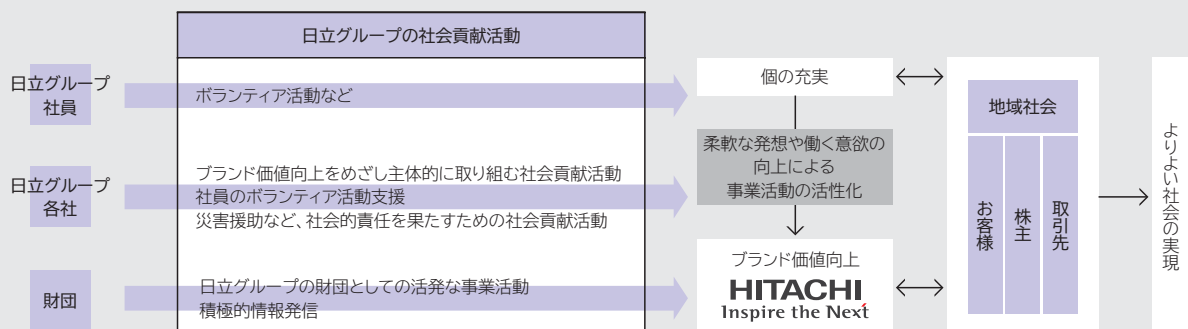 日立グループの社会貢献活動
日立グループ
社員
ボランティア活動など
日立グループ
各社
ブランド価値向上をめざし主体的に取り組む社会貢献活動
社員のボランティア活動支援
災害援助など、社会的責任を果たすための社会貢献活動
財団
日立グループの財団としての活発な事業活動
積極的情報発信
個の充実
柔軟な発想や働く意欲の
向上による
事業活動の活性化
ブランド価値向上
HITACHI
Inspire the Next
地域社会
お客様
株主
取引先
よりよい社会の実現